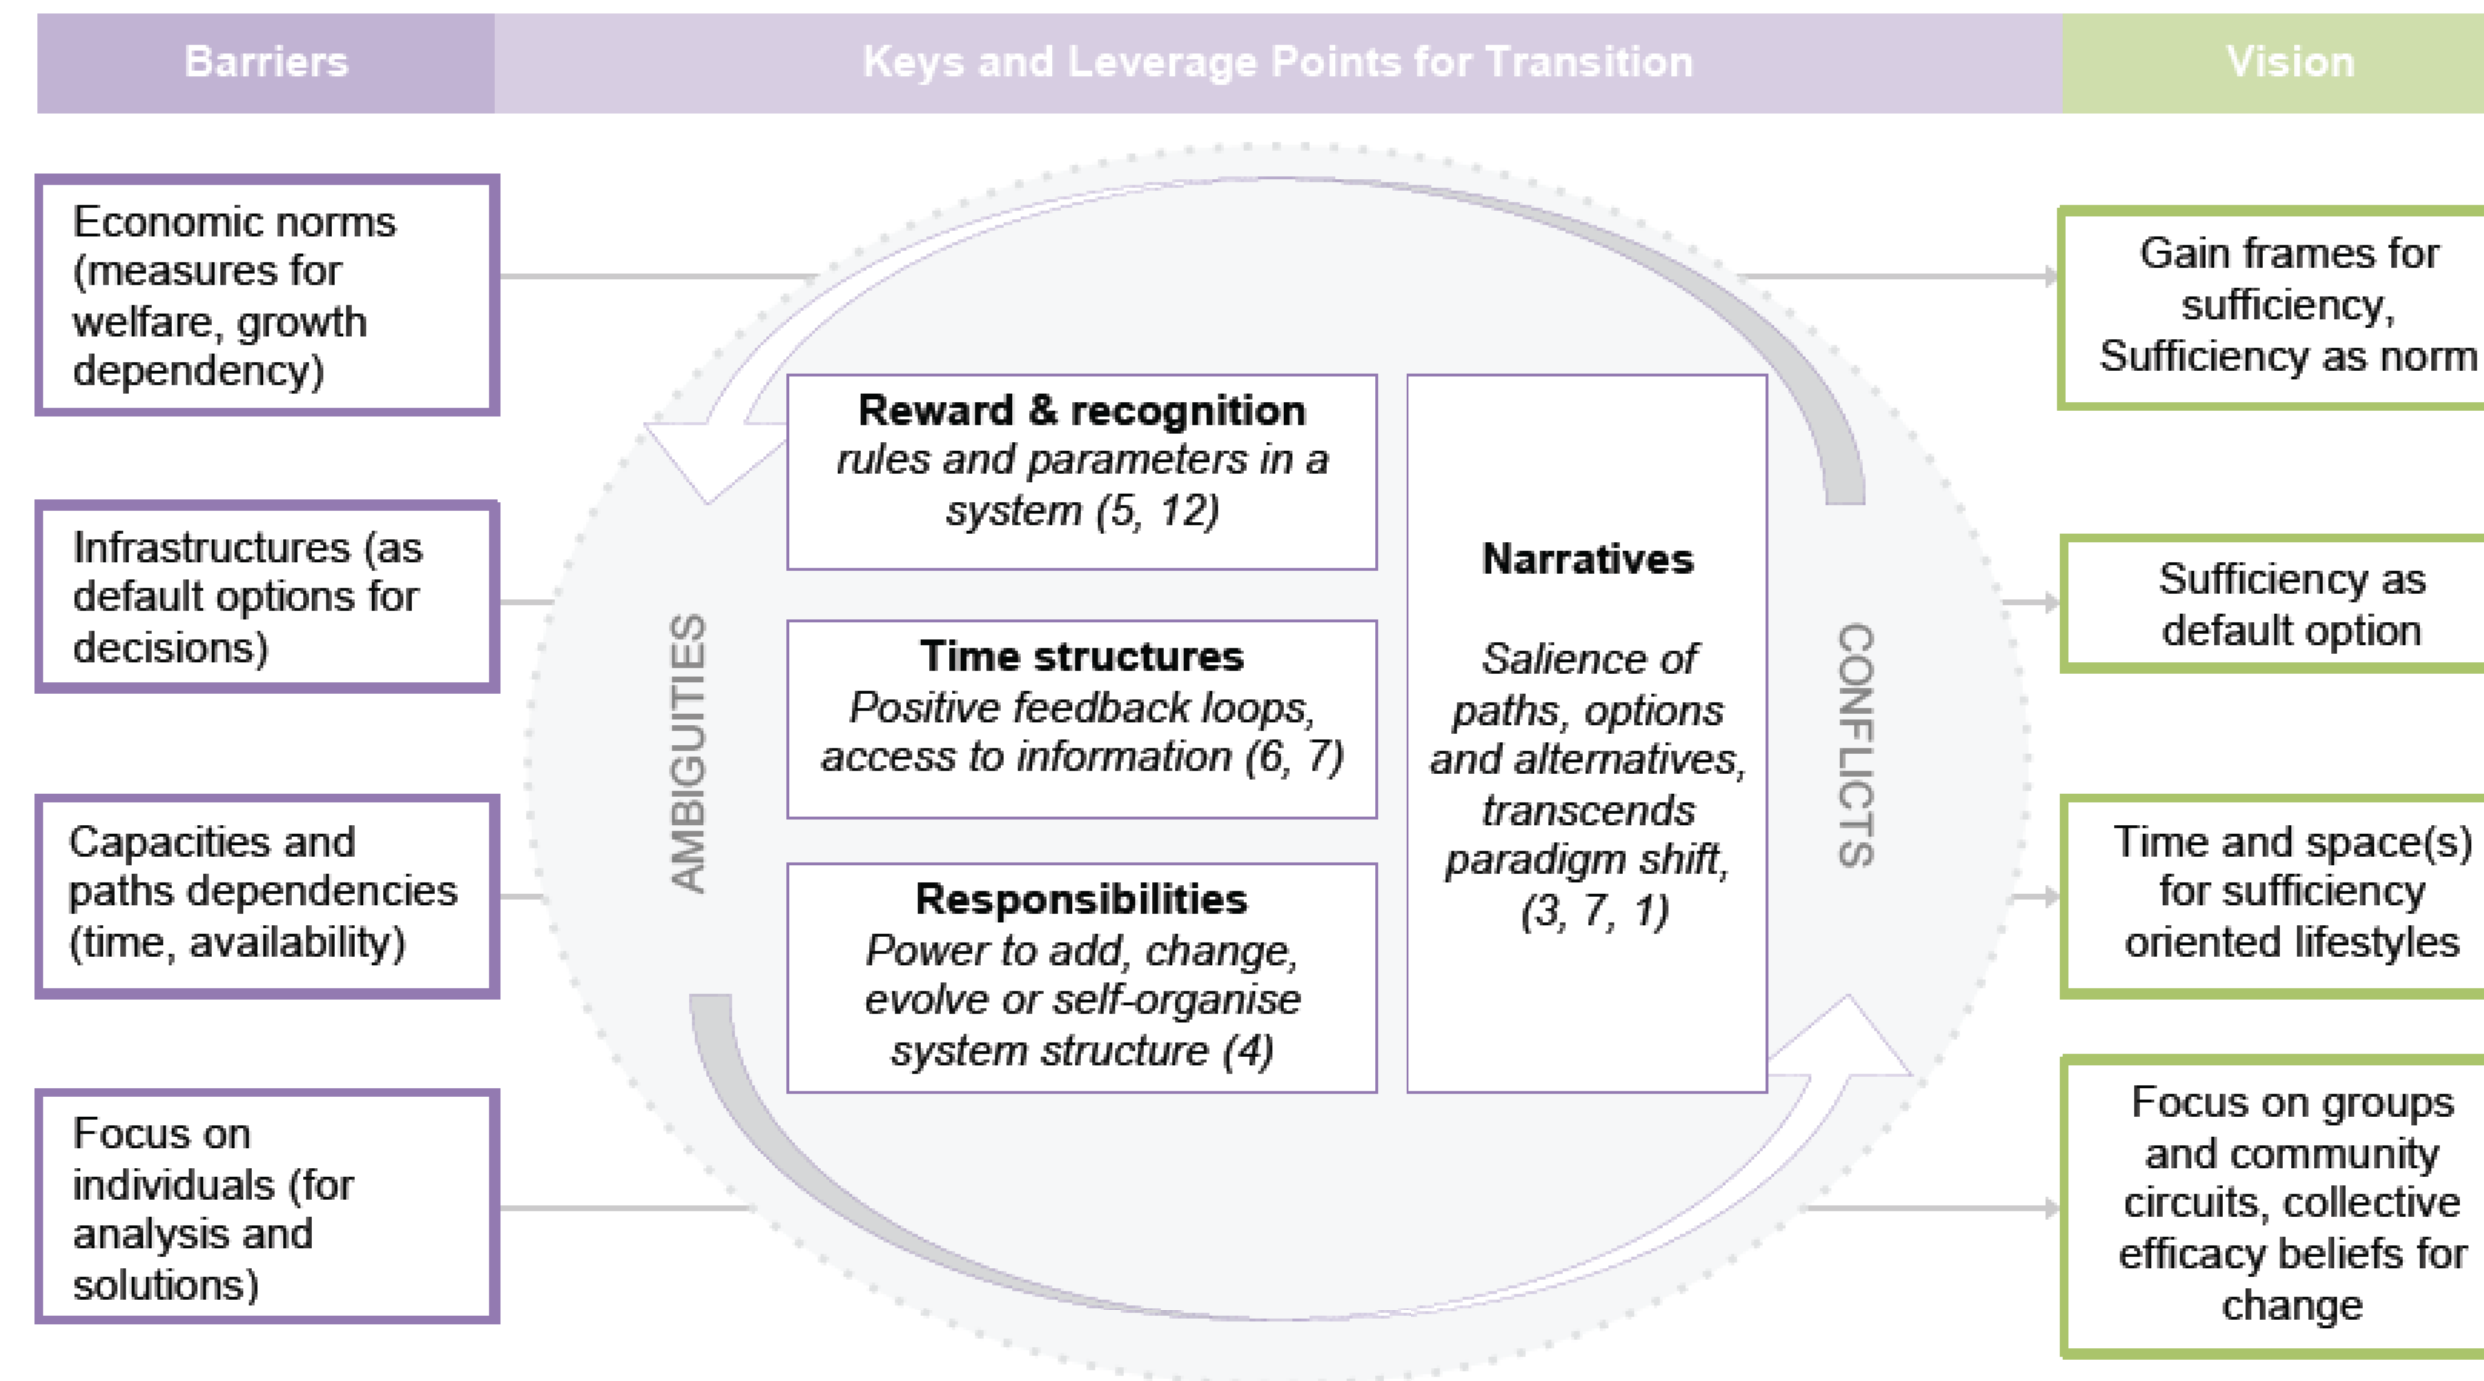 Barriers
Keys and Leverage Points for Transition
Vision
Economic norms
(measures for
welfare, growth
dependency)
Infrastructures (as
default options for
decisions)
Capacities and
paths dependencies
(time, availability)
Focus on
individuals (for
analysis and
solutions)
AMBIGUITIES
Reward & recognition
rules and parameters in a
system (5, 12)
Time structures
Positive feedback loops,
access to information (6, 7)
Responsibilities
Power to add, change,
evolve or self-organise
system structure (4)
Narratives
Salience of
paths, options
and alternatives,
transcends
paradigm shift,
(3, 7, 1)
CONFLICTS
Gain frames for
sufficiency,
Sufficiency as norm
Sufficiency as
default option
Time and space(s)
for sufficiency
oriented lifestyles
Focus on groups
and community
circuits, collective
efficacy beliefs for
change